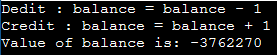 Dedit : balance = balance - 1
Credit : balance = balance + 1
Value of balance is: -3762270